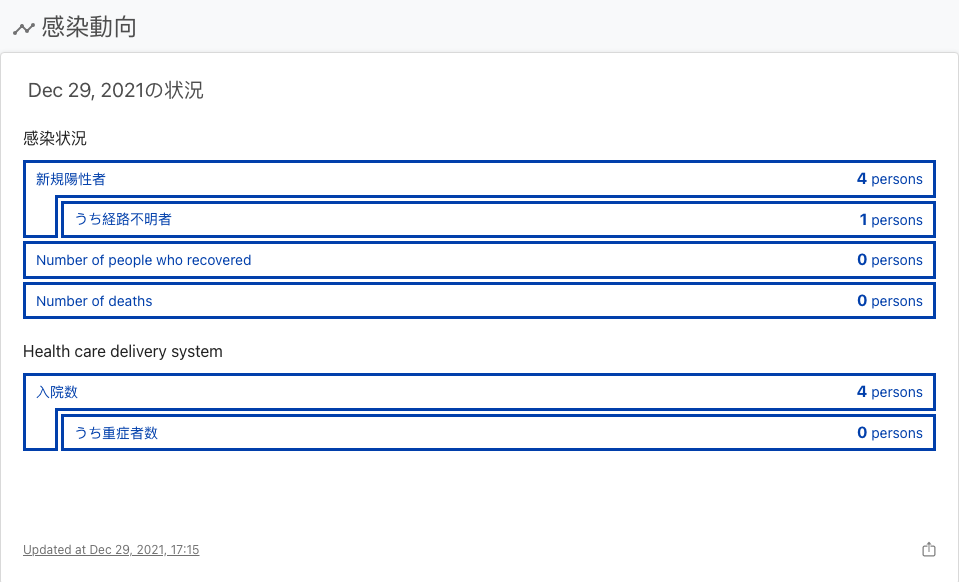 感染動向
Dec 29, 2021の状況
感染状況
新規陽性者 4 persons
うち経路不明者 1 persons
Number of people who recovered 0 persons
Number of deaths 0 persons
Health care delivery system
入院数 4 persons
うち重症者数 0 persons
Updated at Dec 29, 2021, 17:15